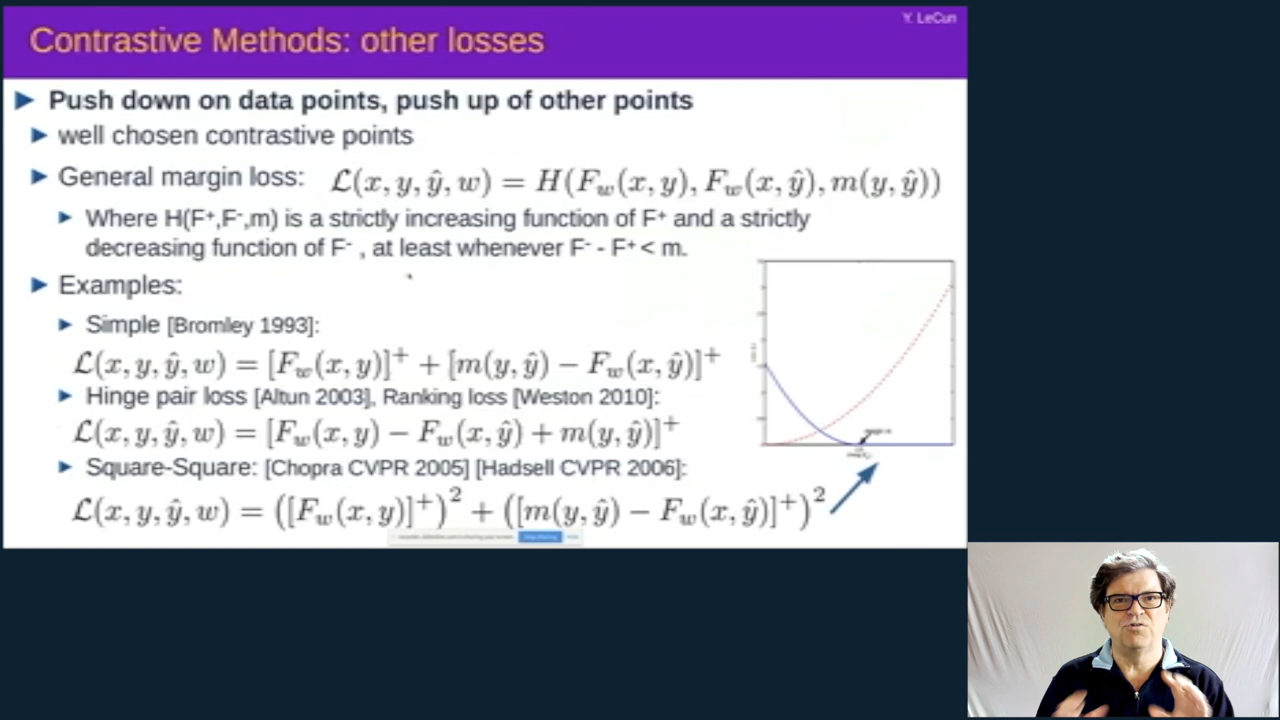 Y. LeCun
Contrastive Methods: other losses
Push down on data points, push up of other points
well chosen contrastive points
General margin loss: ℒ(x, y, ŷ, w) = H(F_w(x, y), F_w(x, ŷ), m(y, ŷ))
Where H(F⁺,F⁻,m) is a strictly increasing function of F⁺ and a strictly
decreasing function of F⁻ , at least whenever F⁻ - F⁺ < m.
Examples:
Simple [Bromley 1993]:
ℒ(x, y, ŷ, w) = [F_w(x, y)]⁺ + [m(y, ŷ) − F_w(x, ŷ)]⁺
Hinge pair loss [Altun 2003], Ranking loss [Weston 2010]:
ℒ(x, y, ŷ, w) = [F_w(x, y) − F_w(x, ŷ) + m(y, ŷ)]⁺
Square-Square: [Chopra CVPR 2005] [Hadsell CVPR 2006]:
ℒ(x, y, ŷ, w) = ([F_w(x, y)]⁺)² + ([m(y, ŷ) − F_w(x, ŷ)]⁺)²